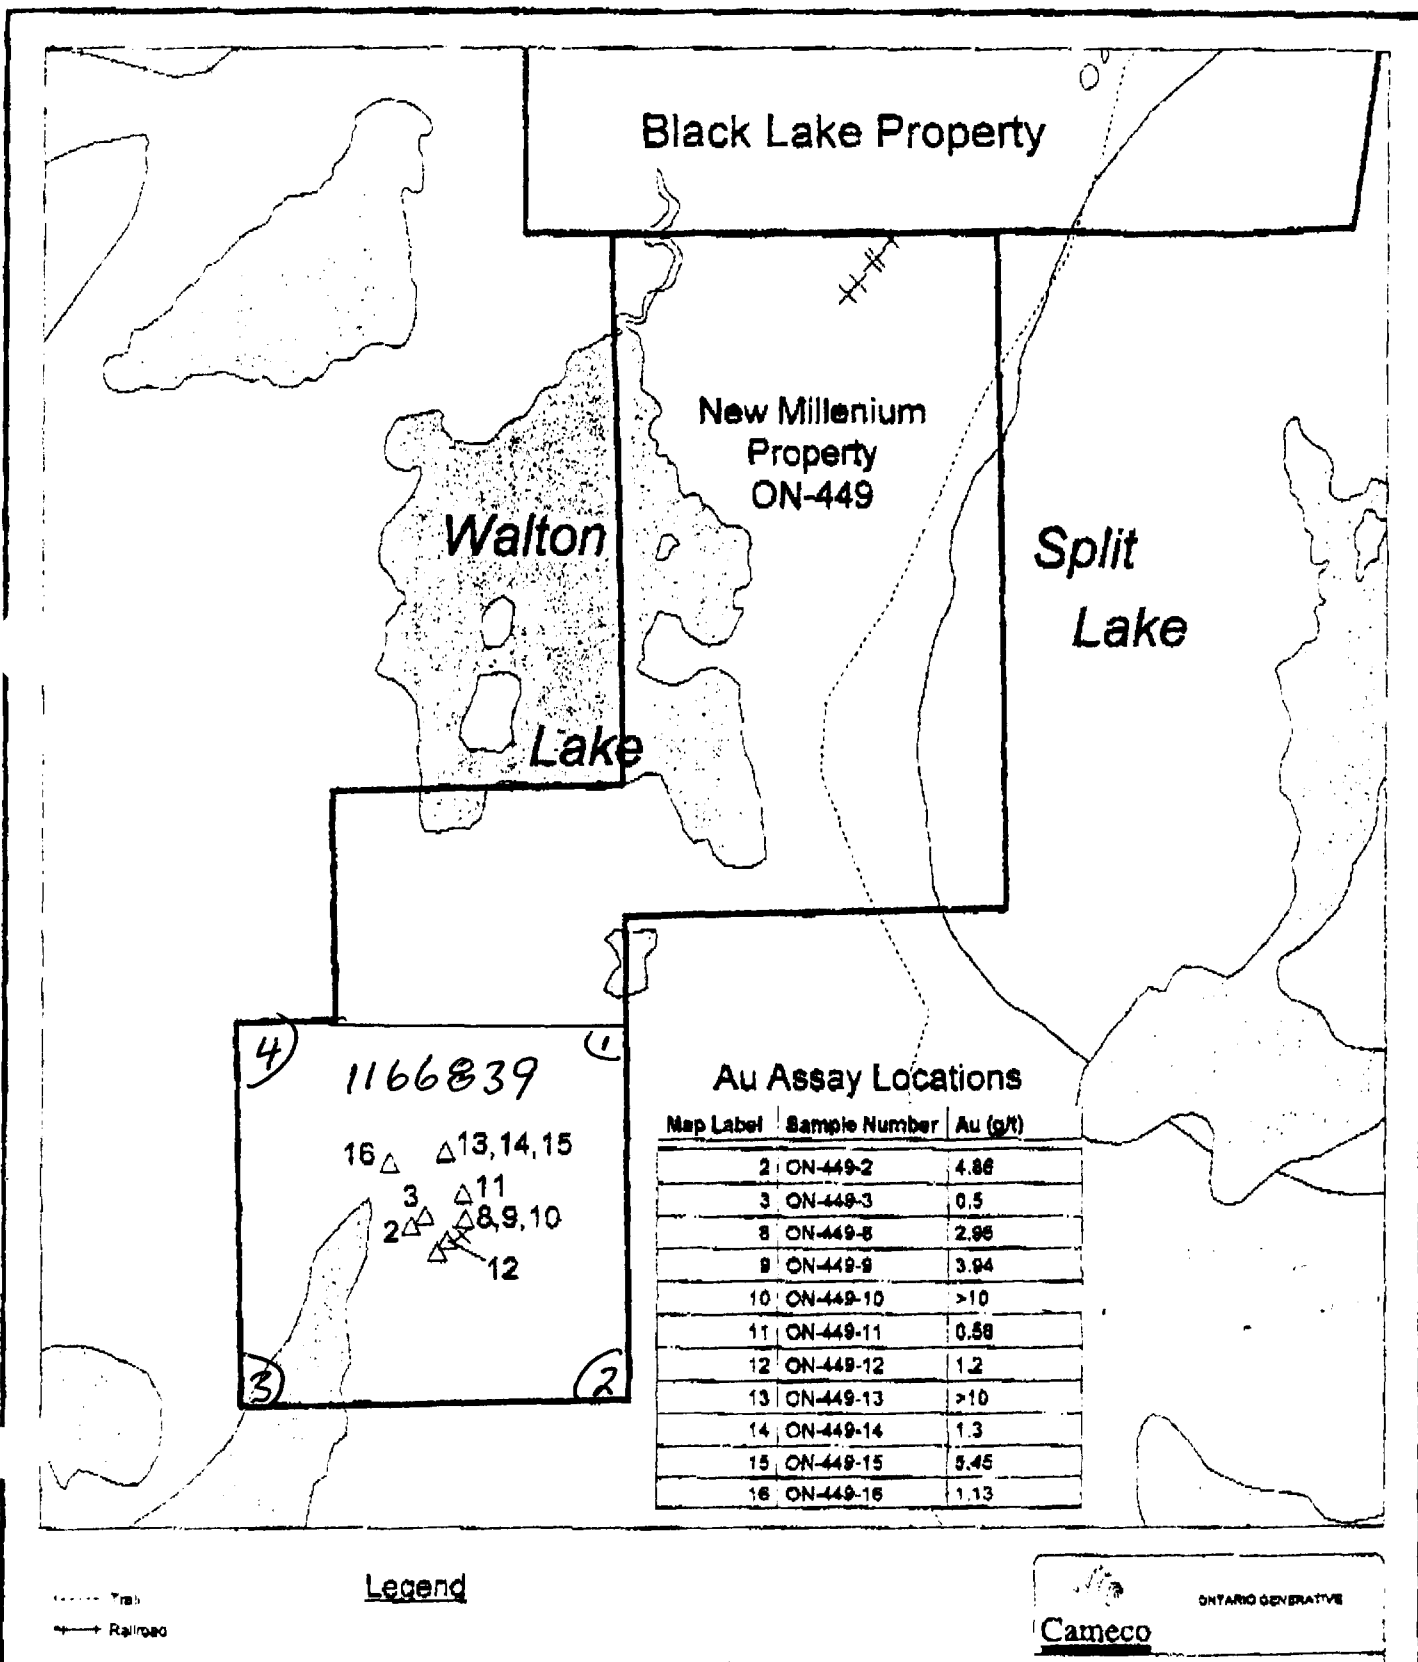 Black Lake Property
New Millenium
Property
ON-449
Walton
Lake
Split
Lake
4
1
1166839
16
13,14,15
3
11
2
8,9,10
12
3
2
Au Assay Locations
Map Label Sample Number Au (g/t)
2 ON-449-2 4.86
3 ON-449-3 0.5
8 ON-449-8 2.96
9 ON-449-9 3.94
10 ON-449-10 >10
11 ON-449-11 0.58
12 ON-449-12 1.2
13 ON-449-13 >10
14 ON-449-14 1.3
15 ON-449-15 5.45
16 ON-449-16 1.13
Legend
Trail
Railroad
ONTARIO GENERATIVE
Cameco